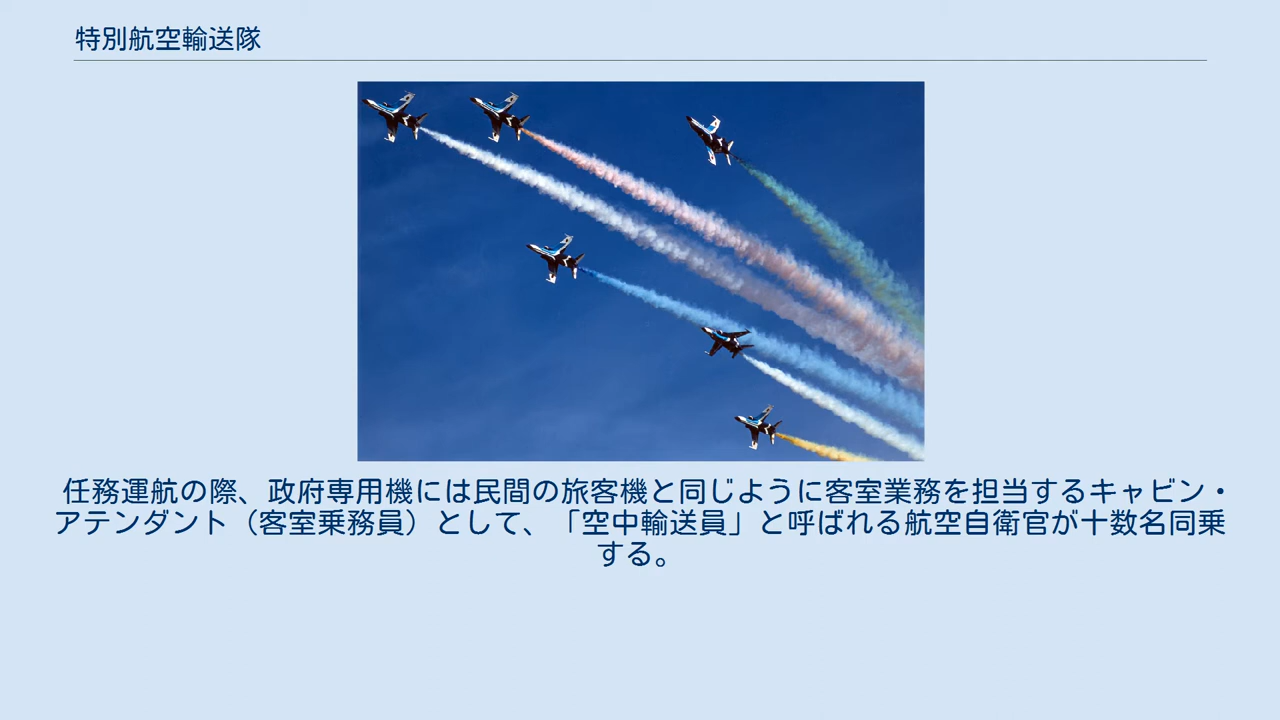 特別航空輸送隊
任務運航の際、政府専用機には民間の旅客機と同じように客室業務を担当するキャビン・
アテンダント（客室乗務員）として、「空中輸送員」と呼ばれる航空自衛官が十数名同乗
する。